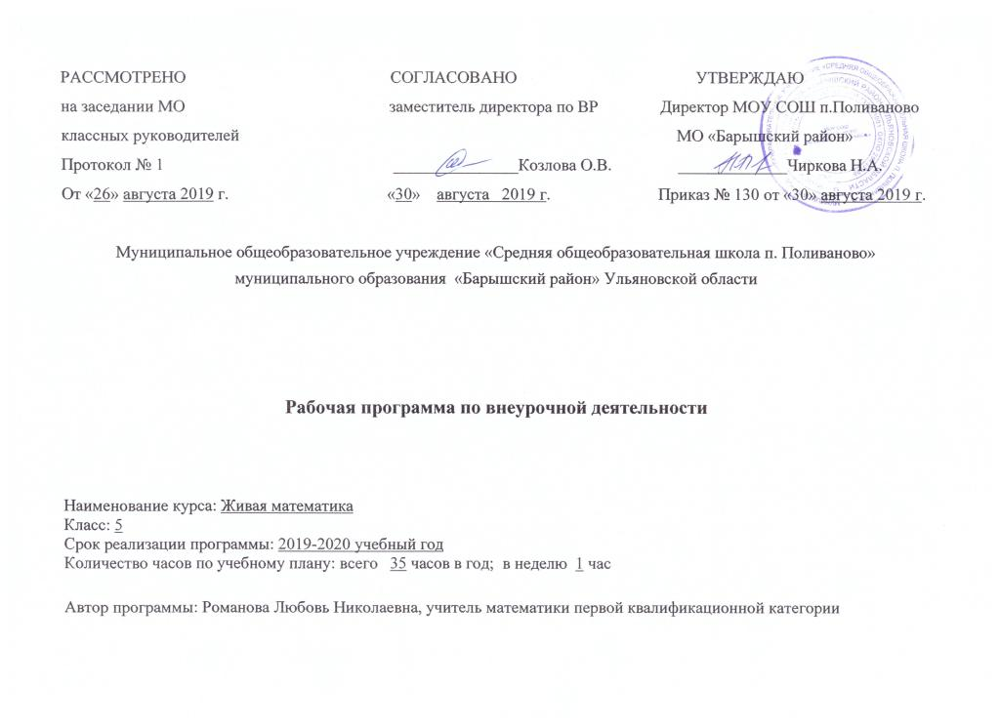 РАССМОТРЕНО
на заседании МО
классных руководителей
Протокол № 1
От «26» августа 2019 г.
СОГЛАСОВАНО
заместитель директора по ВР
________________Козлова О.В.
«30» августа 2019 г.
УТВЕРЖДАЮ
Директор МОУ СОШ п.Поливаново
МО «Барышский район»
________________Чиркова Н.А.
Приказ № 130 от «30» августа 2019 г.
Муниципальное общеобразовательное учреждение «Средняя общеобразовательная школа п. Поливаново»
муниципального образования «Барышский район» Ульяновской области
Рабочая программа по внеурочной деятельности
Наименование курса: Живая математика
Класс: 5
Срок реализации программы: 2019-2020 учебный год
Количество часов по учебному плану: всего 35 часов в год; в неделю 1 час
Автор программы: Романова Любовь Николаевна, учитель математики первой квалификационной категории